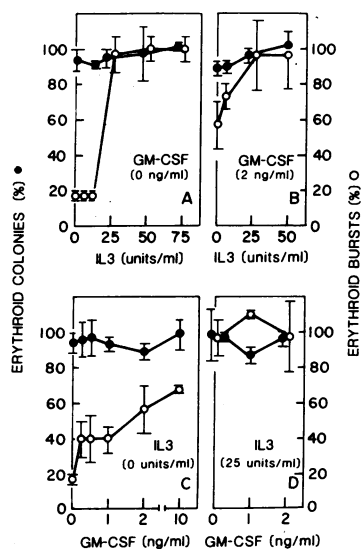 100
80
60
40
20
0
GM-CSF
(0 ng/ml)
A
0 25 50 75
IL3 (units/ml)
GM-CSF
(2 ng/ml)
B
0 25 50
IL3 (units/ml)
100
80
60
40
20
0
ERYTHROID COLONIES (%)
ERYTHROID BURSTS (%)
100
80
60
40
20
0
IL3
(0 units/ml)
C
0 1 2 10
GM-CSF (ng/ml)
IL3
(25 units/ml)
D
0 1 2
GM-CSF (ng/ml)
100
80
60
40
20
0